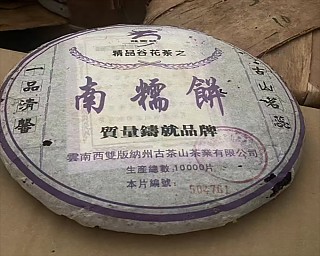 精品谷花茶之
一品清馨
古山茗蕊
南糯餅
質量鑄就品牌
雲南西雙版納州古茶山茶業有限公司
生產總數:10000片
本片編號: